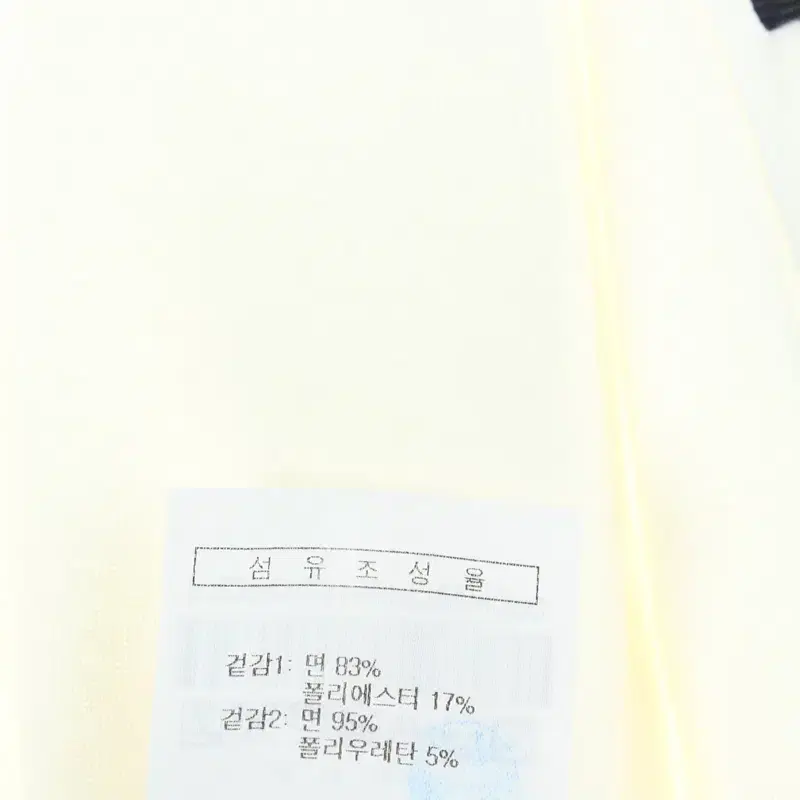 섬 유 조 성 율
겉감1: 면 83%
폴리에스터 17%
겉감2: 면 95%
폴리우레탄 5%